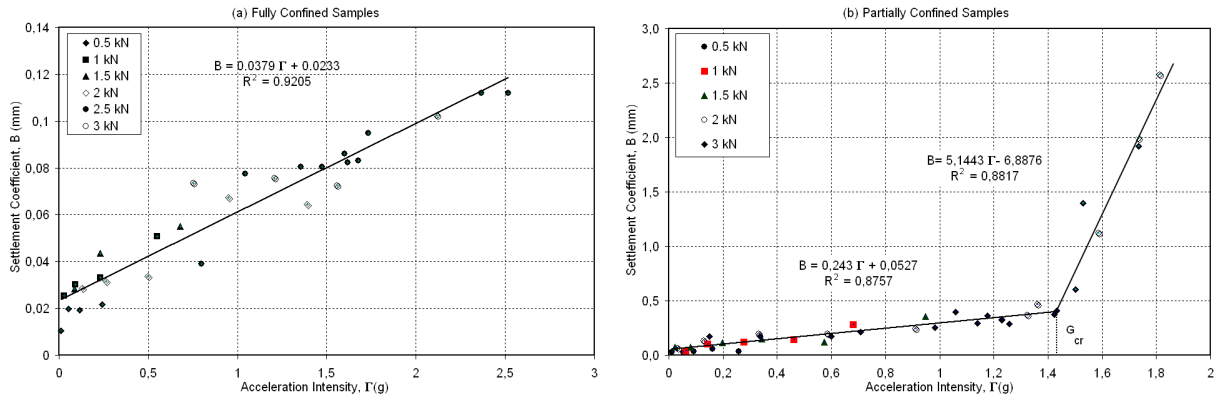 (a) Fully Confined Samples
Settlement Coefficient, B (mm)
0,14
0,12
0,1
0,08
0,06
0,04
0,02
0
0.5 kN
1 kN
1.5 kN
2 kN
2.5 kN
3 kN
B = 0.0379 Γ + 0.0233
R² = 0.9205
0
0,5
1
1,5
2
2,5
3
Acceleration Intensity, Γ(g)
(b) Partially Confined Samples
Settlement Coefficient, B (mm)
3,0
2,5
2,0
1,5
1,0
0,5
0,0
0.5 kN
1 kN
1.5 kN
2 kN
3 kN
B= 5,1443 Γ- 6,8876
R² = 0,8817
B = 0,243 Γ + 0,0527
R² = 0,8757
G cr
0
0,2
0,4
0,6
0,8
1
1,2
1,4
1,6
1,8
2
Acceleration Intensity, Γ(g)